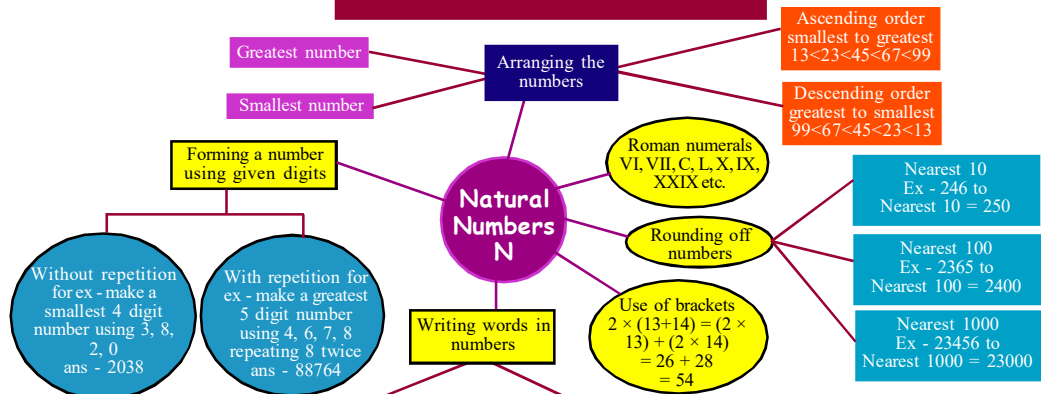 Greatest number
Smallest number
Arranging the
numbers
Ascending order
smallest to greatest
13<23<45<67<99
Descending order
greatest to smallest
99<67<45<23<13
Forming a number
using given digits
Natural
Numbers
N
Roman numerals
VI, VII, C, L, X, IX,
XXIX etc.
Rounding off
numbers
Nearest 10
Ex - 246 to
Nearest 10 = 250
Nearest 100
Ex - 2365 to
Nearest 100 = 2400
Nearest 1000
Ex - 23456 to
Nearest 1000 = 23000
Without repetition
for ex - make a
smallest 4 digit
number using 3, 8,
2, 0
ans - 2038
With repetition for
ex - make a greatest
5 digit number
using 4, 6, 7, 8
repeating 8 twice
ans - 88764
Writing words in
numbers
Use of brackets
2 × (13+14) = (2 ×
13) + (2 × 14)
= 26 + 28
= 54